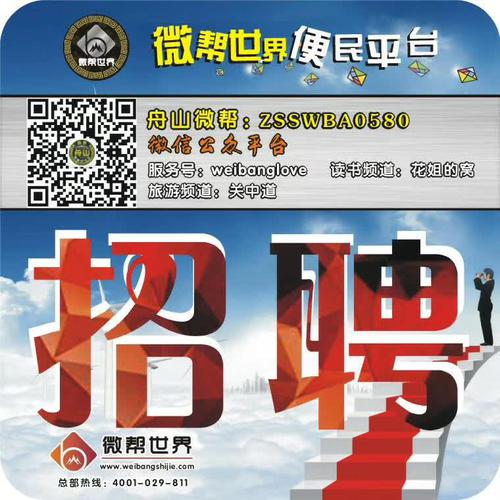 微帮世界
微帮世界便民平台
舟山
舟山微帮：ZSSWBA0580
微信公众平台
服务号：weibanglove 读书频道：花姐的窝
旅游频道：关中道
招聘
微帮世界
www.weibangshijie.com
总部热线：4001-029-811